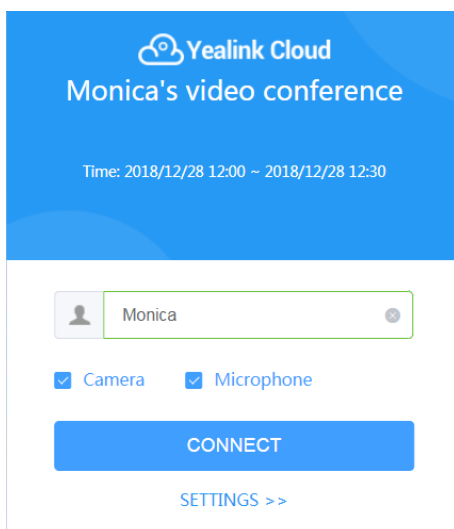 Yealink Cloud
Monica's video conference
Time: 2018/12/28 12:00 ~ 2018/12/28 12:30
Monica
Camera Microphone
CONNECT
SETTINGS >>